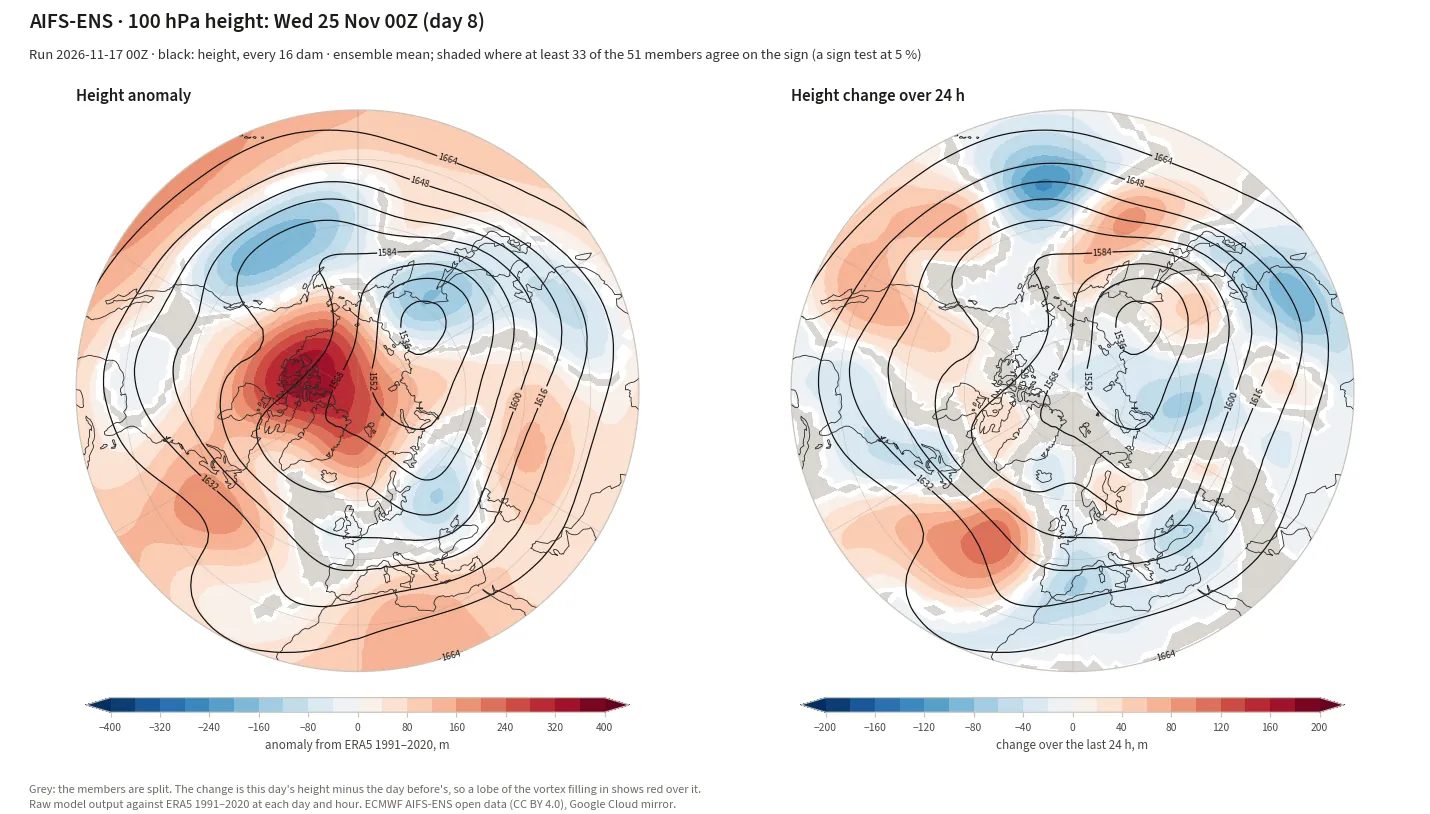 AIFS-ENS · 100 hPa height: Wed 25 Nov 00Z (day 8)
Run 2026-11-17 00Z · black: height, every 16 dam · ensemble mean; shaded where at least 33 of the 51 members agree on the sign (a sign test at 5 %)
Height anomaly
Height change over 24 h
1664
1648
1584
1536
1552
1568
1600
1616
1632
1664
1664
1648
1584
1536
1552
1568
1600
1616
1632
1664
−400 −320 −240 −160 −80 0 80 160 240 320 400
anomaly from ERA5 1991–2020, m
−200 −160 −120 −80 −40 0 40 80 120 160 200
change over the last 24 h, m
Grey: the members are split. The change is this day's height minus the day before's, so a lobe of the vortex filling in shows red over it.
Raw model output against ERA5 1991–2020 at each day and hour. ECMWF AIFS-ENS open data (CC BY 4.0), Google Cloud mirror.